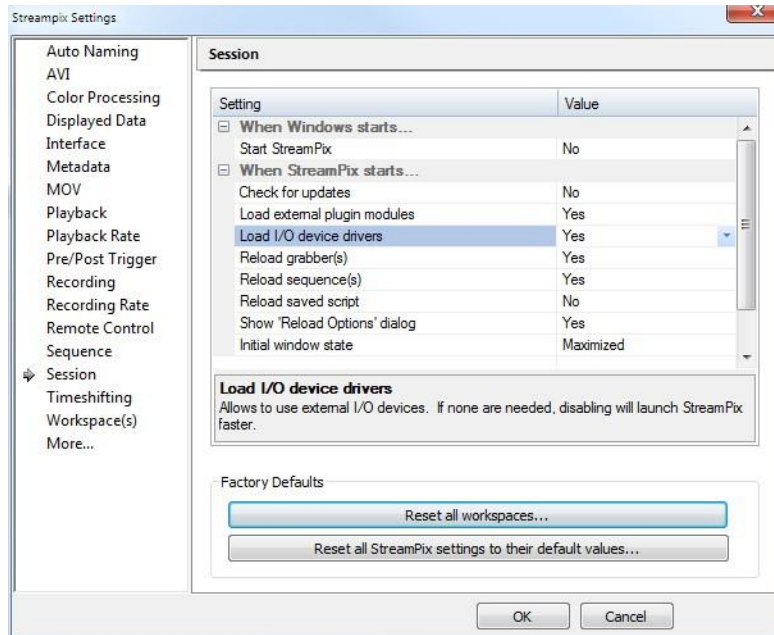 Streampix Settings
Auto Naming
AVI
Color Processing
Displayed Data
Interface
Metadata
MOV
Playback
Playback Rate
Pre/Post Trigger
Recording
Recording Rate
Remote Control
Sequence
Session
Timeshifting
Workspace(s)
More...
Session
Setting Value
When Windows starts...
Start StreamPix No
When StreamPix starts...
Check for updates No
Load external plugin modules Yes
Load I/O device drivers Yes
Reload grabber(s) Yes
Reload sequence(s) Yes
Reload saved script No
Show 'Reload Options' dialog Yes
Initial window state Maximized
Load I/O device drivers
Allows to use external I/O devices. If none are needed, disabling will launch StreamPix
faster.
Factory Defaults
Reset all workspaces...
Reset all StreamPix settings to their default values...
OK Cancel